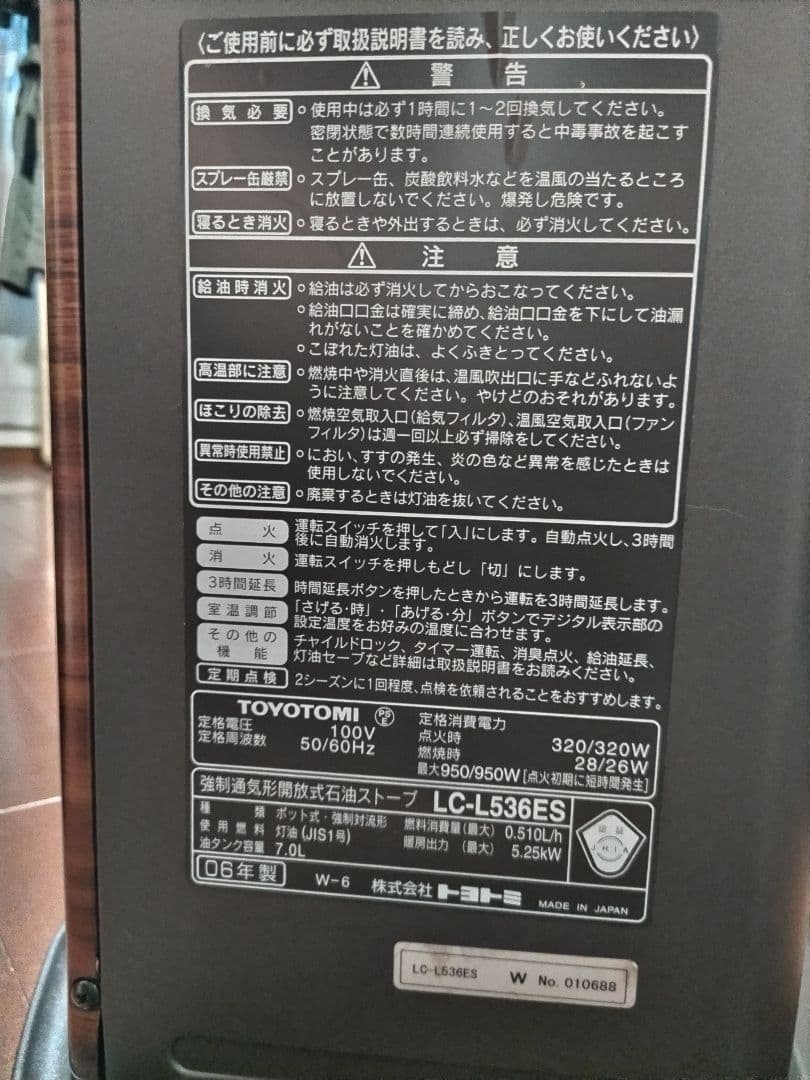 〈ご使用前に必ず取扱説明書を読み、正しくお使いください〉
警告
換気必要 ○使用中は必ず1時間に1～2回換気してください。
密閉状態で数時間連続使用すると中毒事故を起こす
ことがあります。
スプレー缶厳禁 ○スプレー缶、炭酸飲料水などを温風の当たるところ
に放置しないでください。爆発し危険です。
寝るとき消火 ○寝るときや外出するときは、必ず消火してください。
注意
給油時消火 ○給油は必ず消火してからおこなってください。
○給油口口金は確実に締め、給油口口金を下にして油漏
れがないことを確かめてください。
○こぼれた灯油は、よくふきとってください。
高温部に注意 ○燃焼中や消火直後は、温風吹出口に手などふれないよ
うに注意してください。やけどのおそれがあります。
ほこりの除去 ○燃焼空気取入口(給気フィルタ)、温風空気取入口(ファン
フィルタ)は週一回以上必ず掃除をしてください。
異常時使用禁止 ○におい、すすの発生、炎の色など異常を感じたときは
使用しないでください。
その他の注意 ○廃棄するときは灯油を抜いてください。
点火 運転スイッチを押して「入」にします。自動点火し、3時間
後に自動消火します。
消火 運転スイッチを押しもどし「切」にします。
3時間延長 時間延長ボタンを押したときから運転を3時間延長します。
室温調節 「さげる・時」・「あげる・分」ボタンでデジタル表示部の
設定温度をお好みの温度に合わせます。
その他の機能 チャイルドロック、タイマー運転、消臭点火、給油延長、
灯油セーブなど詳細は取扱説明書をお読みください。
定期点検 2シーズンに1回程度、点検を依頼されることをおすすめします。
TOYOTOMI PSE
定格電圧 100V
定格周波数 50/60Hz
定格消費電力
点火時 320/320W
燃焼時 28/26W
最大950/950W[点火初期に短時間発生]
強制通気形開放式石油ストーブ LC-L536ES
種類 ポット式・強制対流形
使用燃料 灯油(JIS1号)
油タンク容量 7.0L
燃料消費量(最大) 0.510L/h
暖房出力(最大) 5.25kW
認証
JHIA
06年製 W-6 株式会社トヨトミ MADE IN JAPAN
LC-L536ES W No. 010688